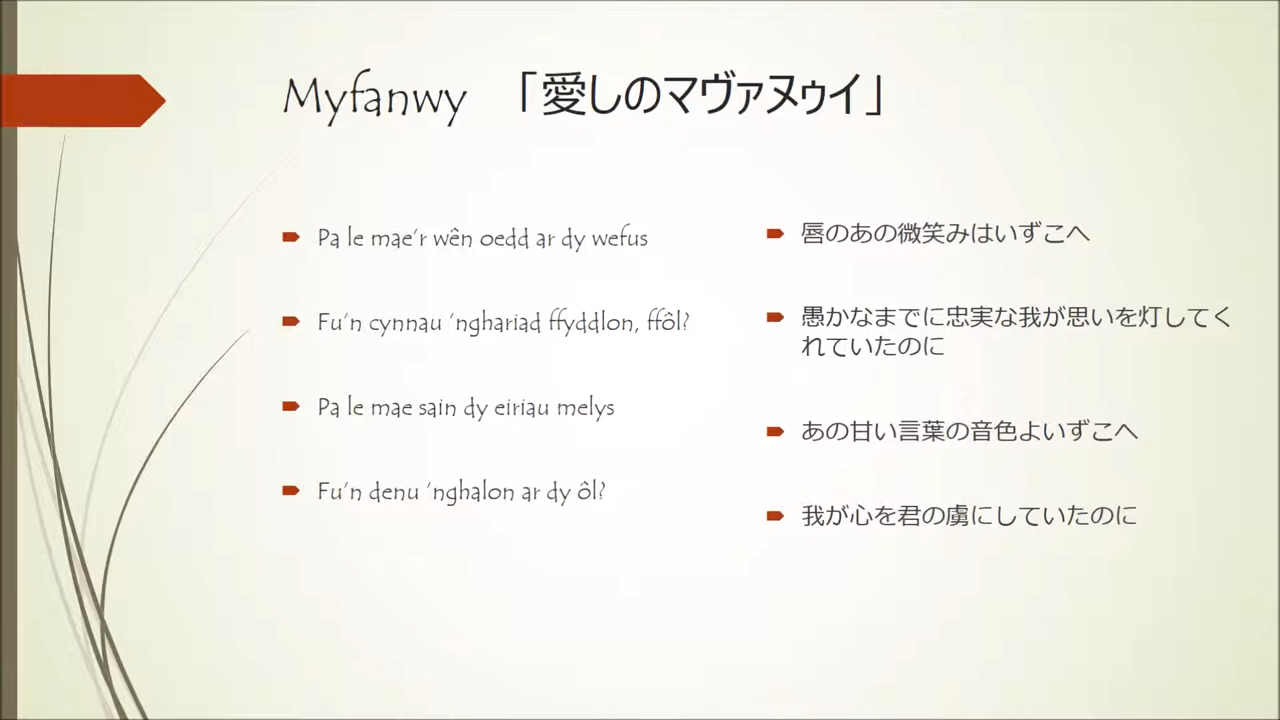 Myfanwy 「愛しのマヴァヌゥイ」
Pa le mae’r wên oedd ar dy wefus
Fu’n cynnau ’nghariad ffyddlon, ffôl?
Pa le mae sain dy eiriau melys
Fu’n denu ’nghalon ar dy ôl?
唇のあの微笑みはいずこへ
愚かなまでに忠実な我が思いを灯してく
れていたのに
あの甘い言葉の音色よいずこへ
我が心を君の虜にしていたのに